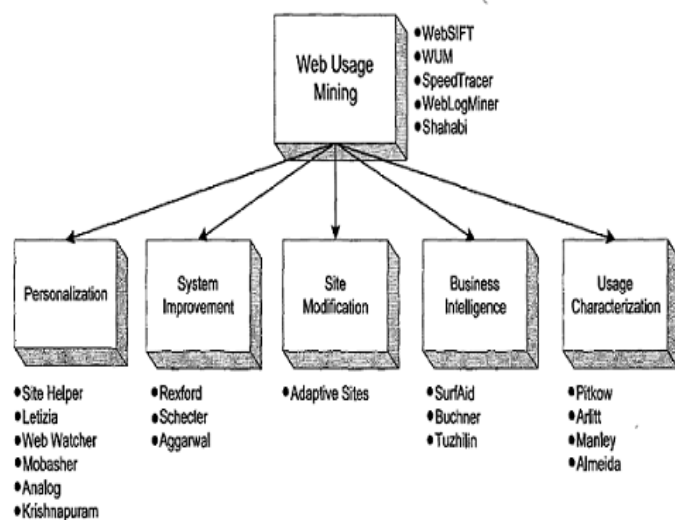 Web Usage
Mining
●WebSIFT
●WUM
●SpeedTracer
●WebLogMiner
●Shahabi
Personalization
System
Improvement
Site
Modification
Business
Intelligence
Usage
Characterization
●Site Helper
●Letizia
●Web Watcher
●Mobasher
●Analog
●Krishnapuram
●Rexford
●Schecter
●Aggarwal
●Adaptive Sites
●SurfAid
●Buchner
●Tuzhilin
●Pitkow
●Arlitt
●Manley
●Almeida